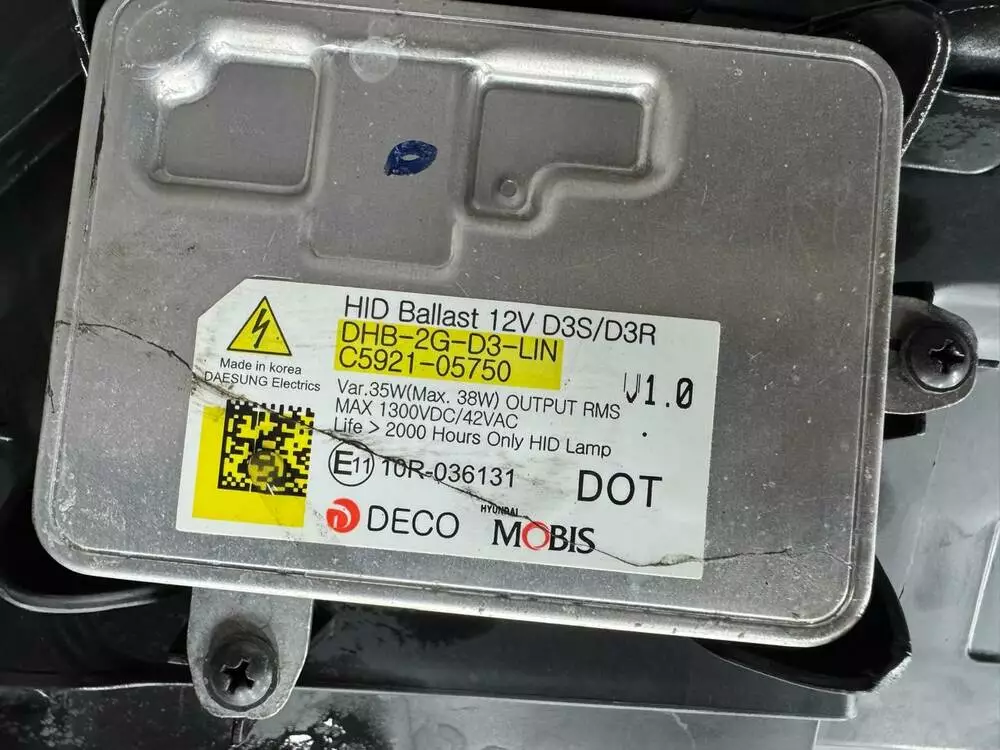 HID Ballast 12V D3S/D3R
DHB-2G-D3-LIN
C5921-05750
Made in korea
DAESUNG Electrics
Var.35W(Max. 38W) OUTPUT RMS
V1.0
MAX 1300VDC/42VAC
Life > 2000 Hours Only HID Lamp
E11 10R-036131
DOT
DECO
HYUNDAI
MOBIS